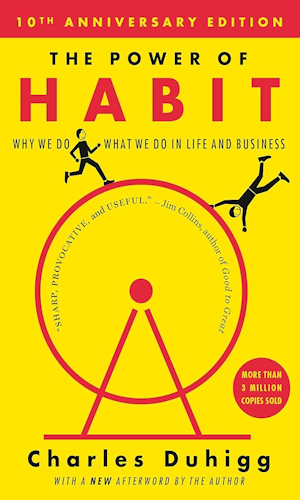 10TH ANNIVERSARY EDITION
THE POWER OF
HABIT
WHY WE DO WHAT WE DO IN LIFE AND BUSINESS
“SHARP, PROVOCATIVE, and USEFUL.” –Jim Collins, author of Good to Great
MORE THAN
3 MILLION
COPIES SOLD
Charles Duhigg
WITH A NEW AFTERWORD BY THE AUTHOR